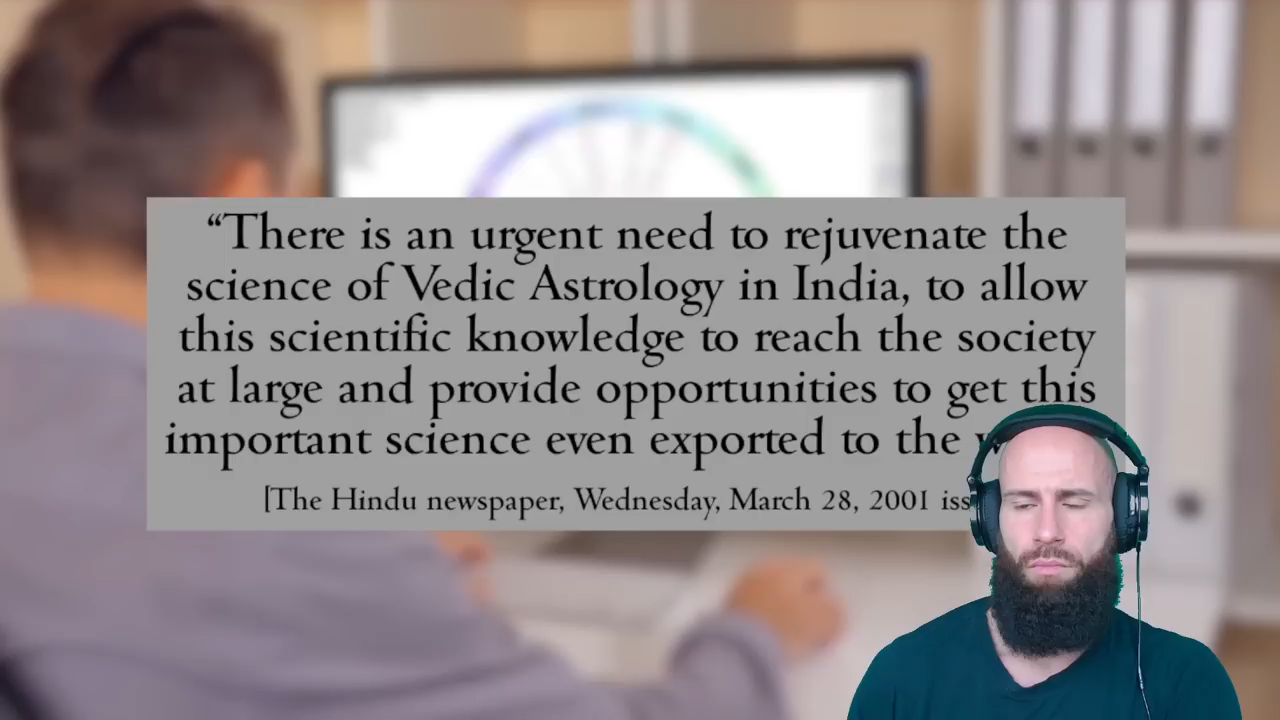 “There is an urgent need to rejuvenate the
science of Vedic Astrology in India, to allow
this scientific knowledge to reach the society
at large and provide opportunities to get this
important science even exported to the
[The Hindu newspaper, Wednesday, March 28, 2001